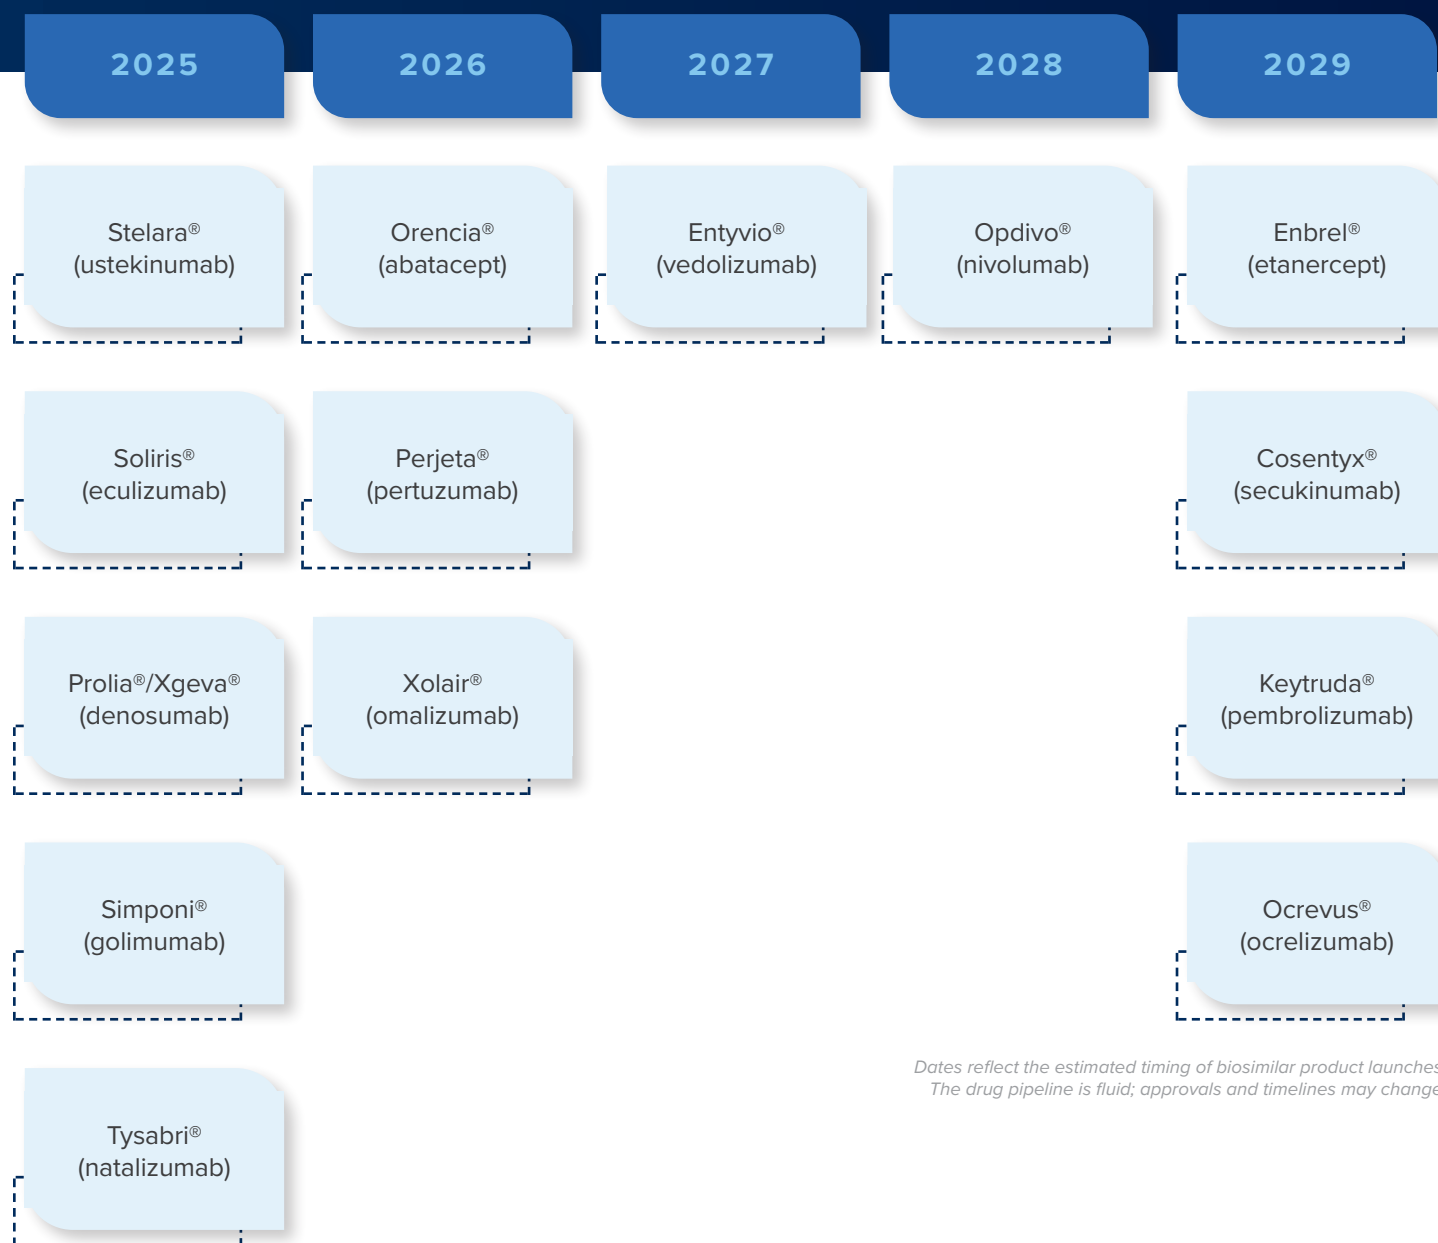 2025
2026
2027
2028
2029
Stelara®
(ustekinumab)
Orencia®
(abatacept)
Entyvio®
(vedolizumab)
Opdivo®
(nivolumab)
Enbrel®
(etanercept)
Soliris®
(eculizumab)
Perjeta®
(pertuzumab)
Cosentyx®
(secukinumab)
Prolia®/Xgeva®
(denosumab)
Xolair®
(omalizumab)
Keytruda®
(pembrolizumab)
Simponi®
(golimumab)
Ocrevus®
(ocrelizumab)
Dates reflect the estimated timing of biosimilar product launches
The drug pipeline is fluid; approvals and timelines may change
Tysabri®
(natalizumab)